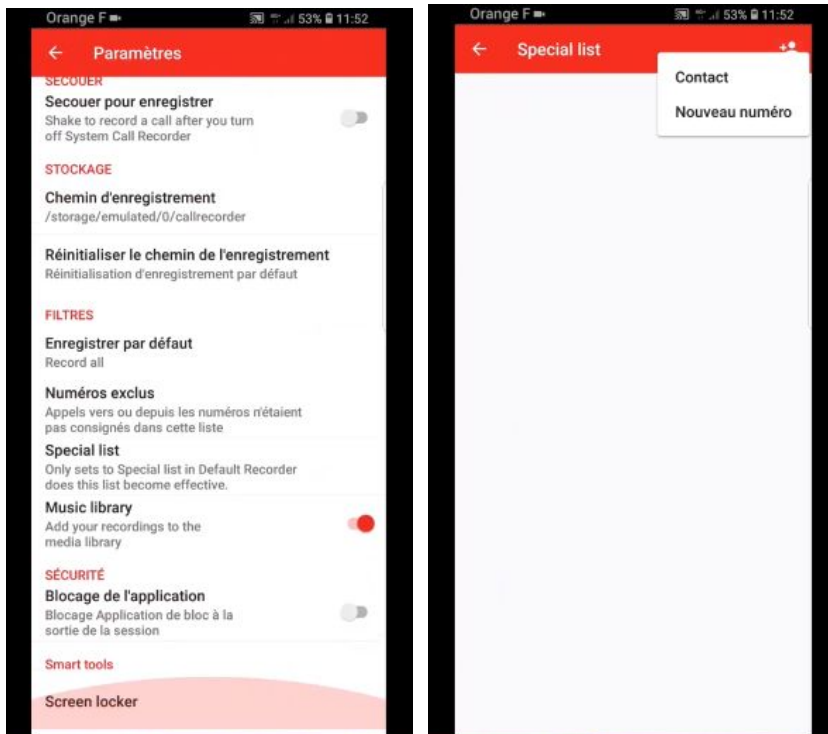 Orange F 53% 11:52
Paramètres
SECOUER
Secouer pour enregistrer
Shake to record a call after you turn
off System Call Recorder
STOCKAGE
Chemin d'enregistrement
/storage/emulated/0/callrecorder
Réinitialiser le chemin de l'enregistrement
Réinitialisation d'enregistrement par défaut
FILTRES
Enregistrer par défaut
Record all
Numéros exclus
Appels vers ou depuis les numéros n'étaient
pas consignés dans cette liste
Special list
Only sets to Special list in Default Recorder
does this list become effective.
Music library
Add your recordings to the
media library
SÉCURITÉ
Blocage de l'application
Blocage Application de bloc à la
sortie de la session
Smart tools
Screen locker
Orange F 53% 11:52
Special list
Contact
Nouveau numéro